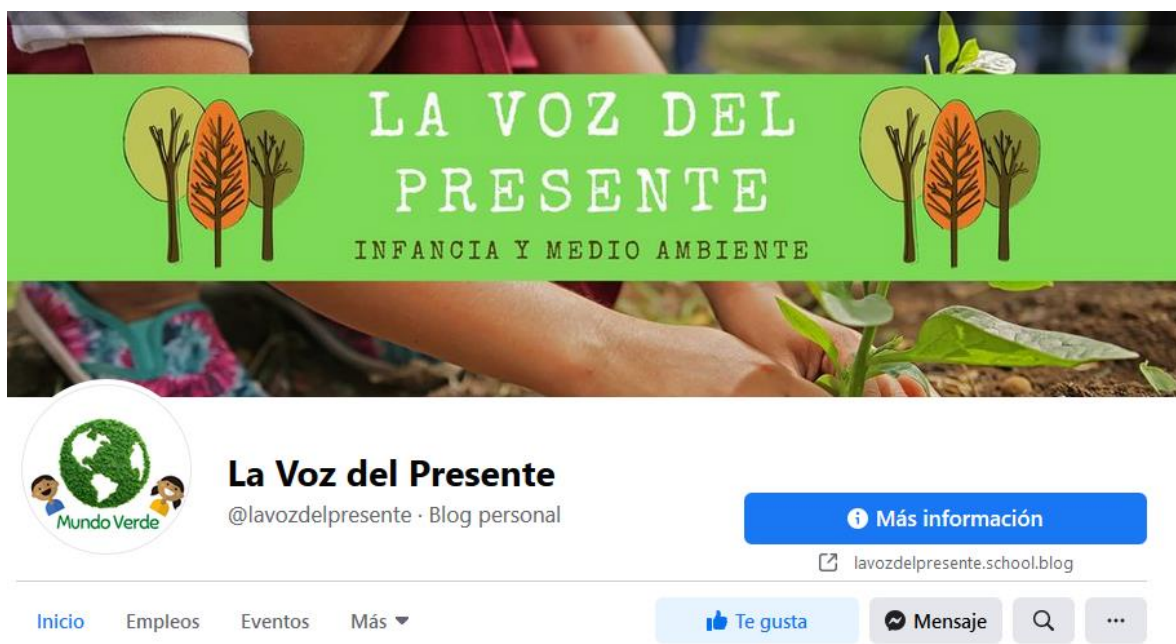 LA VOZ DEL
PRESENTE
INFANCIA Y MEDIO AMBIENTE
Mundo Verde
La Voz del Presente
@lavozdelpresente · Blog personal
Más información
lavozdelpresente.school.blog
Inicio Empleos Eventos Más Te gusta Mensaje